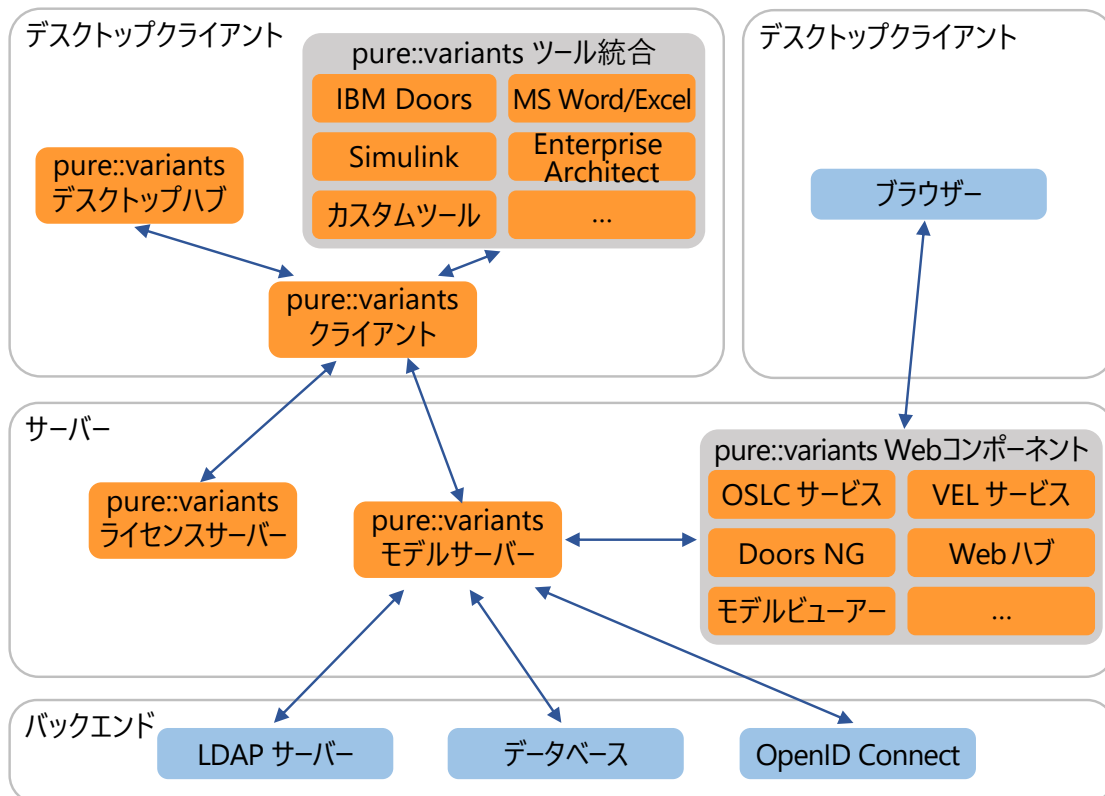 デスクトップクライアント
pure::variants ツール統合
IBM Doors
MS Word/Excel
Simulink
Enterprise
Architect
カスタムツール
...
pure::variants
デスクトップハブ
pure::variants
クライアント
デスクトップクライアント
ブラウザー
サーバー
pure::variants
ライセンスサーバー
pure::variants
モデルサーバー
pure::variants Webコンポーネント
OSLC サービス
VEL サービス
Doors NG
Web ハブ
モデルビューアー
...
バックエンド
LDAP サーバー
データベース
OpenID Connect